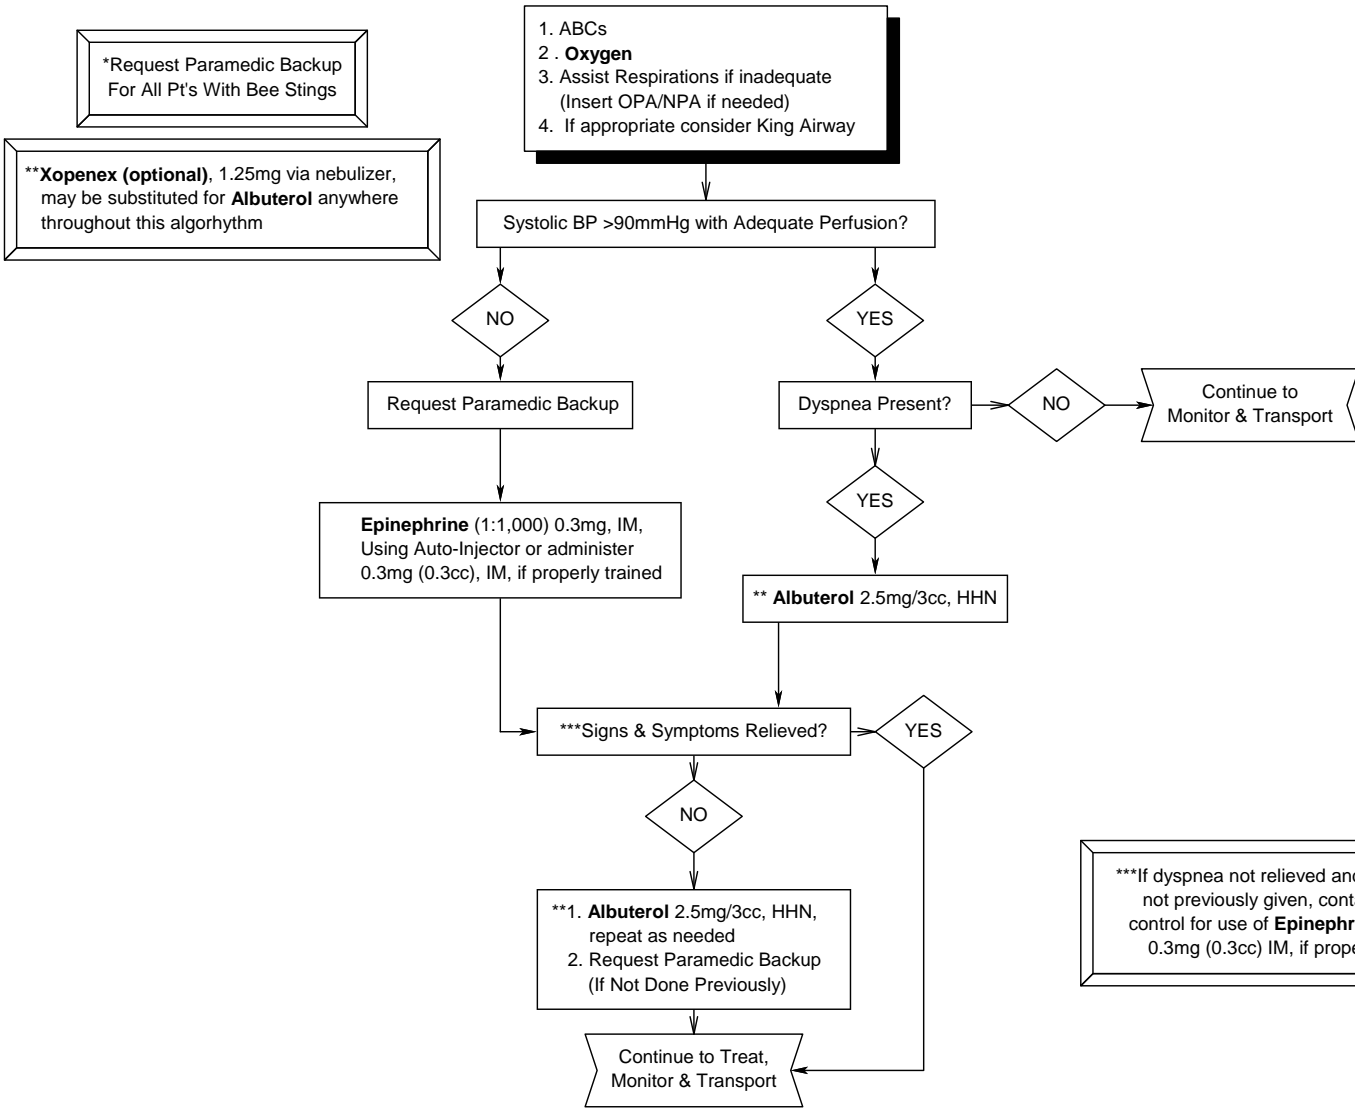 *Request Paramedic Backup
For All Pt's With Bee Stings
**Xopenex (optional), 1.25mg via nebulizer,
may be substituted for Albuterol anywhere
throughout this algorhythm
1. ABCs
2 . Oxygen
3. Assist Respirations if inadequate
(Insert OPA/NPA if needed)
4. If appropriate consider King Airway
Systolic BP >90mmHg with Adequate Perfusion?
NO
YES
Request Paramedic Backup
Dyspnea Present?
NO
Continue to
Monitor & Transport
YES
Epinephrine (1:1,000) 0.3mg, IM,
Using Auto-Injector or administer
0.3mg (0.3cc), IM, if properly trained
** Albuterol 2.5mg/3cc, HHN
***Signs & Symptoms Relieved?
YES
NO
**1. Albuterol 2.5mg/3cc, HHN,
repeat as needed
2. Request Paramedic Backup
(If Not Done Previously)
Continue to Treat,
Monitor & Transport
***If dyspnea not relieved and
not previously given,
control for use of
0.3mg (0.3cc) IM, if